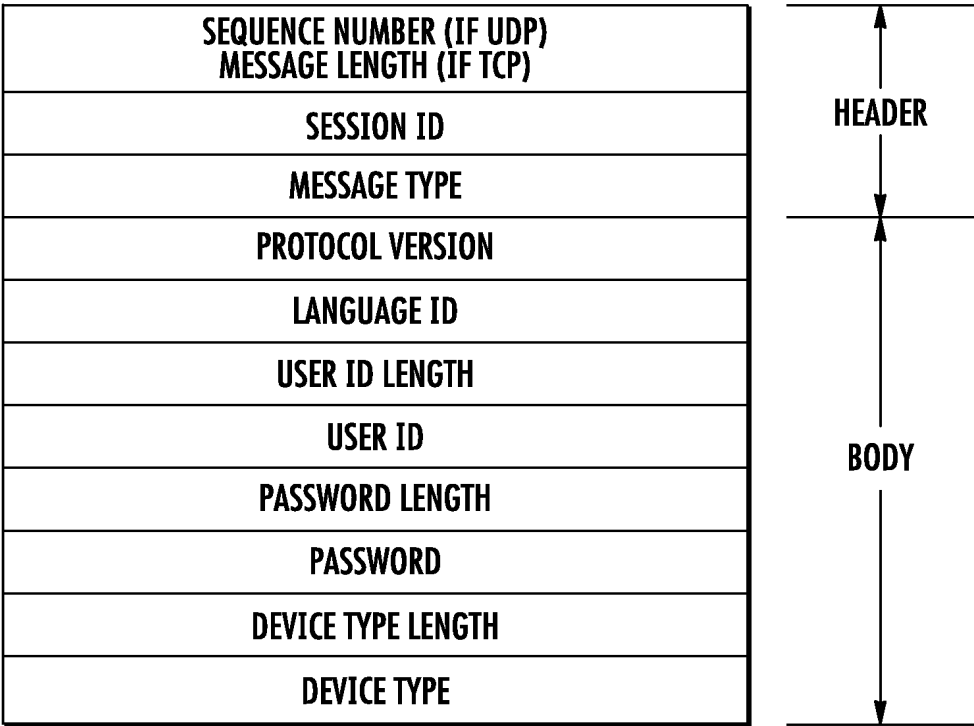 SEQUENCE NUMBER (IF UDP)
MESSAGE LENGTH (IF TCP)
SESSION ID
MESSAGE TYPE
HEADER
PROTOCOL VERSION
LANGUAGE ID
USER ID LENGTH
USER ID
PASSWORD LENGTH
PASSWORD
DEVICE TYPE LENGTH
DEVICE TYPE
BODY